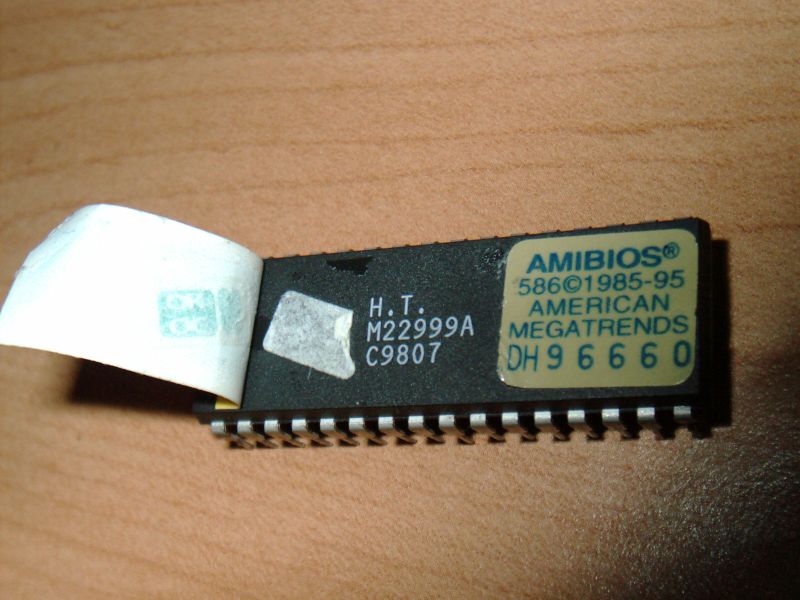 H.T.
M22999A
C9807
AMIBIOS®
586©1985-95
AMERICAN
MEGATRENDS
DH96660